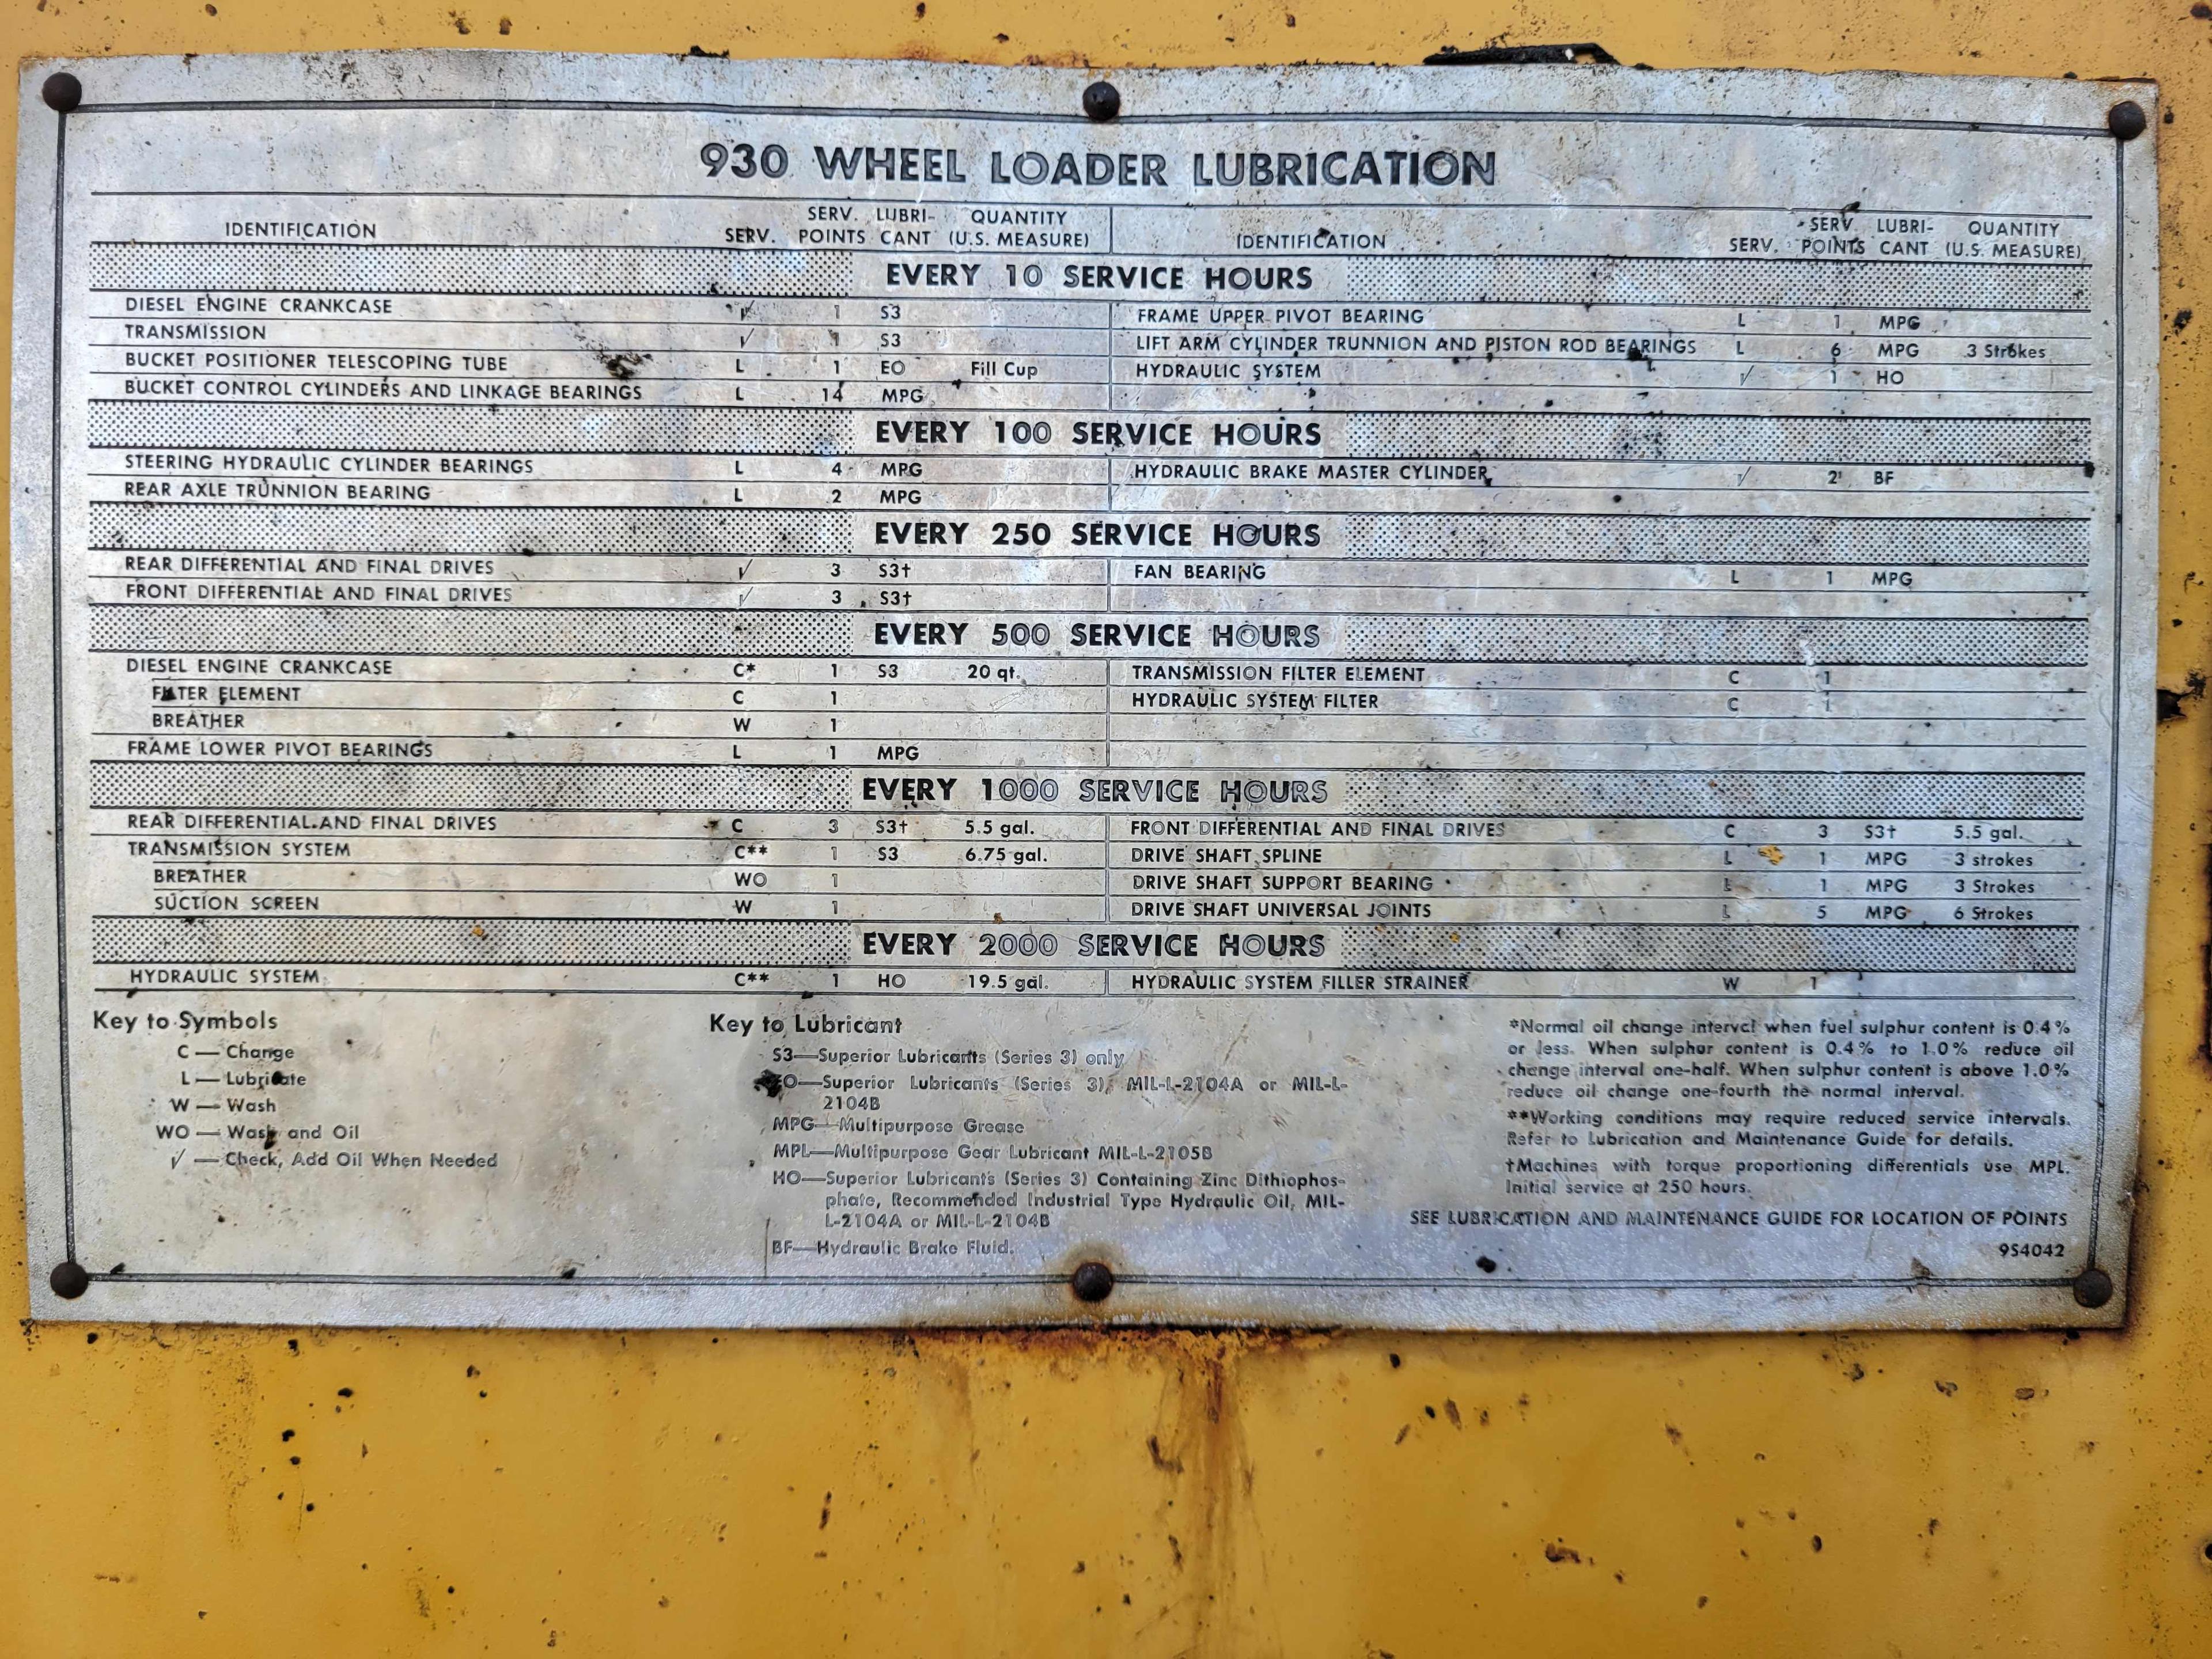 930 WHEEL LOADER LUBRICATION
IDENTIFICATION SERV. SERV. POINTS LUBRI- CANT QUANTITY (U.S. MEASURE) IDENTIFICATION SERV. SERV. POINTS LUBRI- CANT QUANTITY (U.S. MEASURE)
EVERY 10 SERVICE HOURS
DIESEL ENGINE CRANKCASE √ 1 S3 FRAME UPPER PIVOT BEARING L 1 MPG
TRANSMISSION √ 1 S3 LIFT ARM CYLINDER TRUNNION AND PISTON ROD BEARINGS L 6 MPG 3 Strokes
BUCKET POSITIONER TELESCOPING TUBE L 1 EO Fill Cup HYDRAULIC SYSTEM √ 1 HO
BUCKET CONTROL CYLINDERS AND LINKAGE BEARINGS L 14 MPG
EVERY 100 SERVICE HOURS
STEERING HYDRAULIC CYLINDER BEARINGS L 4 MPG HYDRAULIC BRAKE MASTER CYLINDER √ 2 BF
REAR AXLE TRUNNION BEARING L 2 MPG
EVERY 250 SERVICE HOURS
REAR DIFFERENTIAL AND FINAL DRIVES √ 3 S3† FAN BEARING L 1 MPG
FRONT DIFFERENTIAL AND FINAL DRIVES √ 3 S3†
EVERY 500 SERVICE HOURS
DIESEL ENGINE CRANKCASE C* 1 S3 20 qt. TRANSMISSION FILTER ELEMENT C 1
FILTER ELEMENT C 1 HYDRAULIC SYSTEM FILTER C 1
BREATHER W 1
FRAME LOWER PIVOT BEARINGS L 1 MPG
EVERY 1000 SERVICE HOURS
REAR DIFFERENTIAL AND FINAL DRIVES C 3 S3† 5.5 gal. FRONT DIFFERENTIAL AND FINAL DRIVES C 3 S3† 5.5 gal.
TRANSMISSION SYSTEM C** 1 S3 6.75 gal. DRIVE SHAFT SPLINE L 1 MPG 3 strokes
BREATHER WO 1 DRIVE SHAFT SUPPORT BEARING L 1 MPG 3 Strokes
SUCTION SCREEN W 1 DRIVE SHAFT UNIVERSAL JOINTS L 5 MPG 6 Strokes
EVERY 2000 SERVICE HOURS
HYDRAULIC SYSTEM C** 1 HO 19.5 gal. HYDRAULIC SYSTEM FILLER STRAINER W 1
Key to Symbols
C — Change
L — Lubricate
W — Wash
WO — Wash and Oil
√ — Check, Add Oil When Needed
Key to Lubricant
S3—Superior Lubricants (Series 3) only
EO—Superior Lubricants (Series 3), MIL-L-2104A or MIL-L-
2104B
MPG—Multipurpose Grease
MPL—Multipurpose Gear Lubricant MIL-L-2105B
HO—Superior Lubricants (Series 3) Containing Zinc Dithiophos-
phate, Recommended Industrial Type Hydraulic Oil, MIL-
L-2104A or MIL-L-2104B
BF—Hydraulic Brake Fluid.
*Normal oil change interval when fuel sulphur content is 0.4%
or less. When sulphur content is 0.4% to 1.0% reduce oil
change interval one-half. When sulphur content is above 1.0%
reduce oil change one-fourth the normal interval.
**Working conditions may require reduced service intervals.
Refer to Lubrication and Maintenance Guide for details.
†Machines with torque proportioning differentials use MPL.
Initial service at 250 hours.
SEE LUBRICATION AND MAINTENANCE GUIDE FOR LOCATION OF POINTS
9S4042